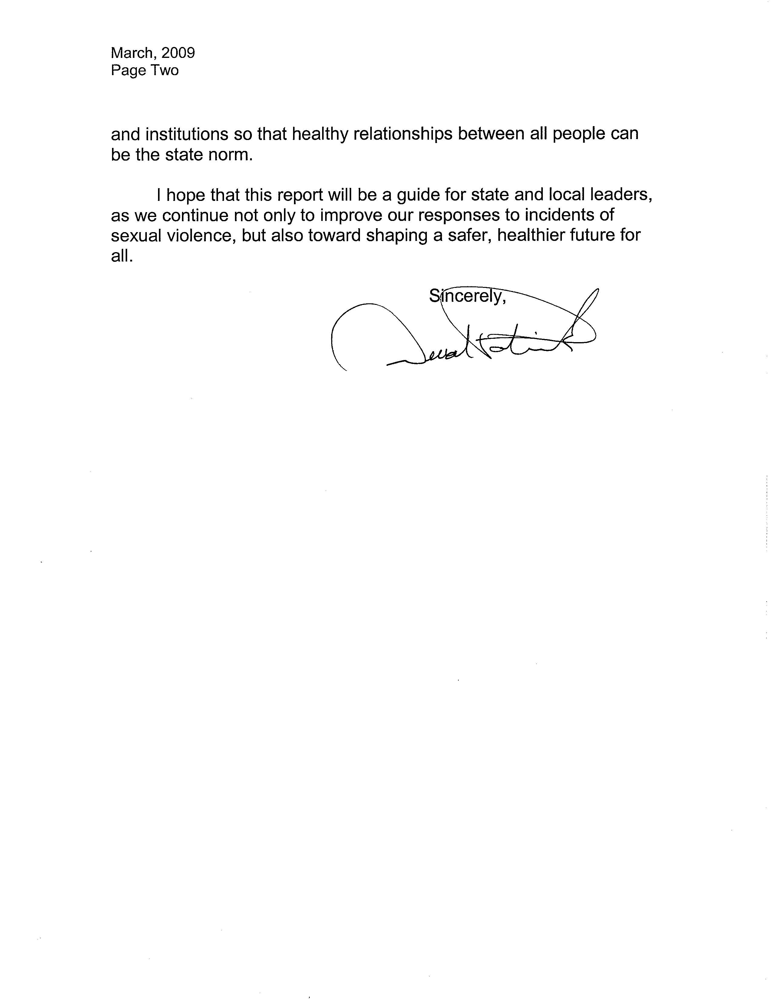 March, 2009
Page Two
and institutions so that healthy relationships between all people can
be the state norm.
I hope that this report will be a guide for state and local leaders,
as we continue not only to improve our responses to incidents of
sexual violence, but also toward shaping a safer, healthier future for
all.
Sincerely,